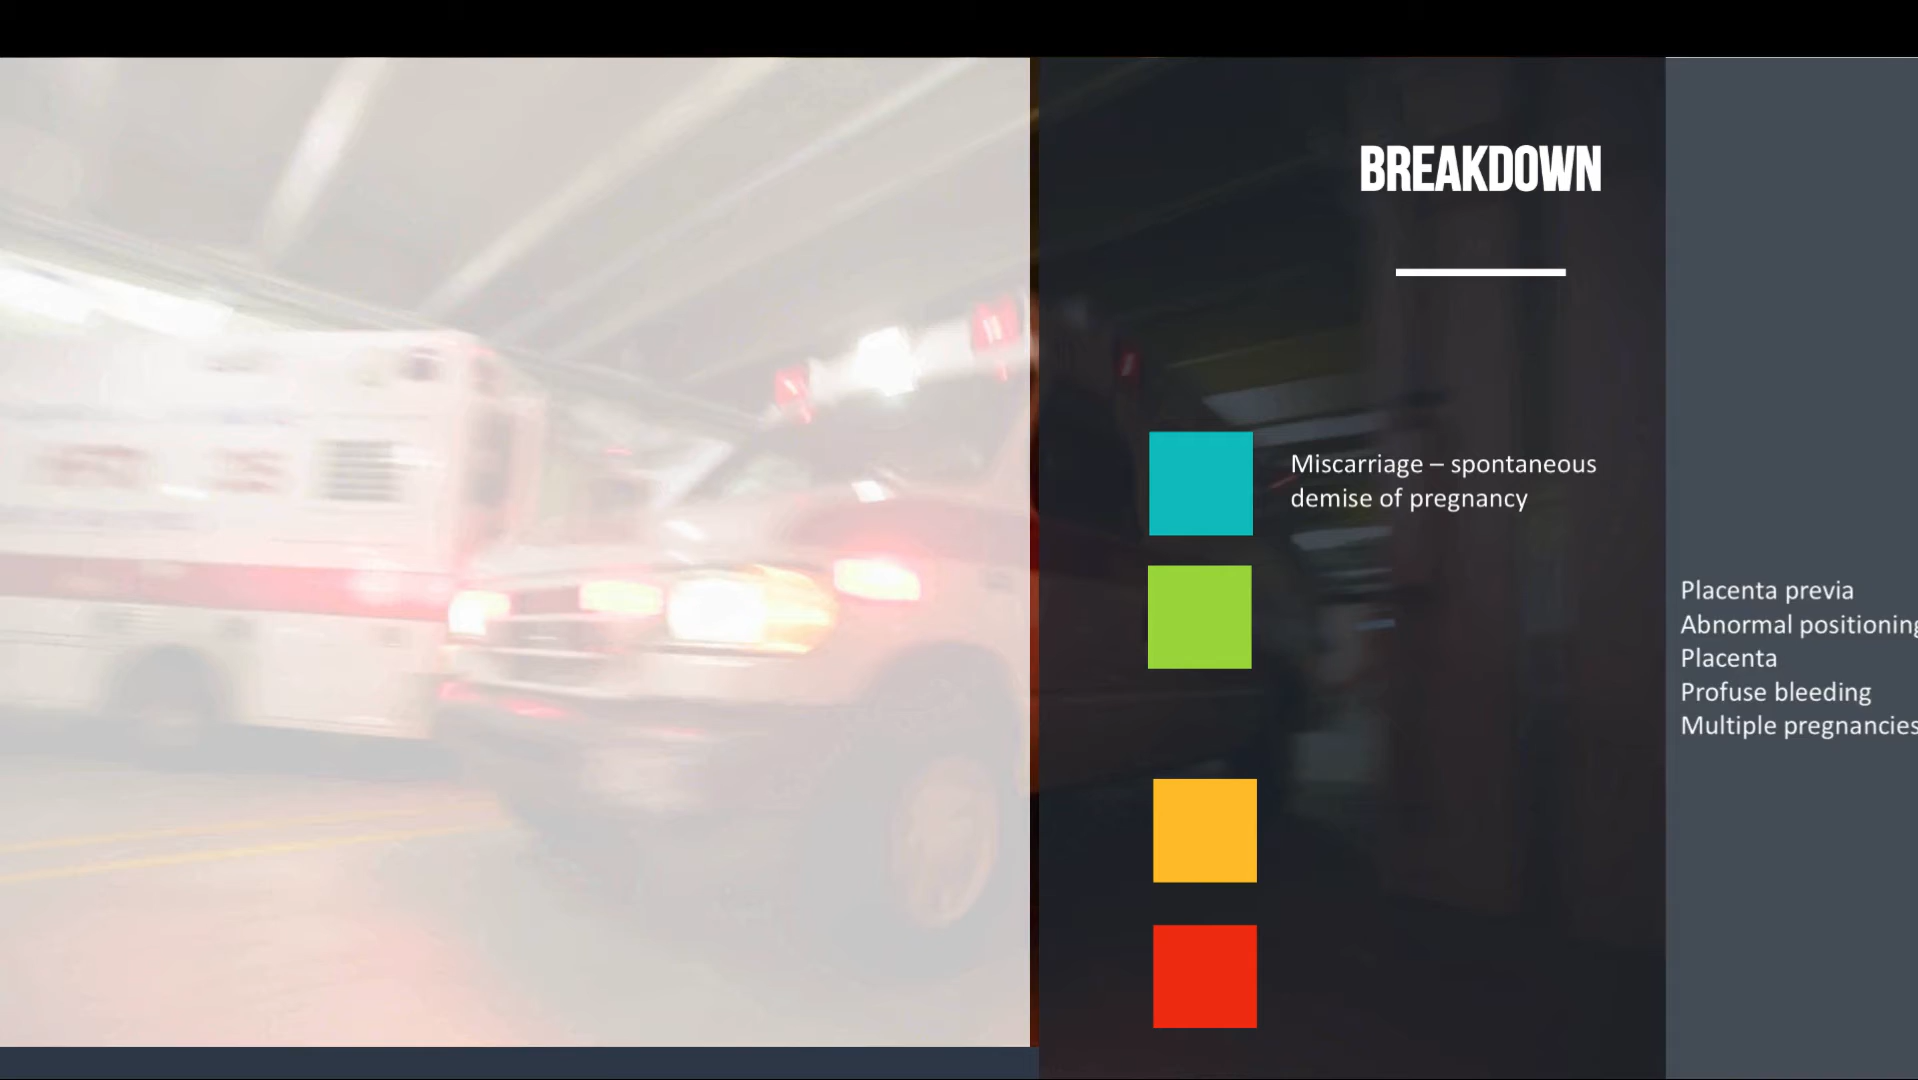 BREAKDOWN
Miscarriage – spontaneous
demise of pregnancy
Placenta previa
Abnormal positioning
Placenta
Profuse bleeding
Multiple pregnancies